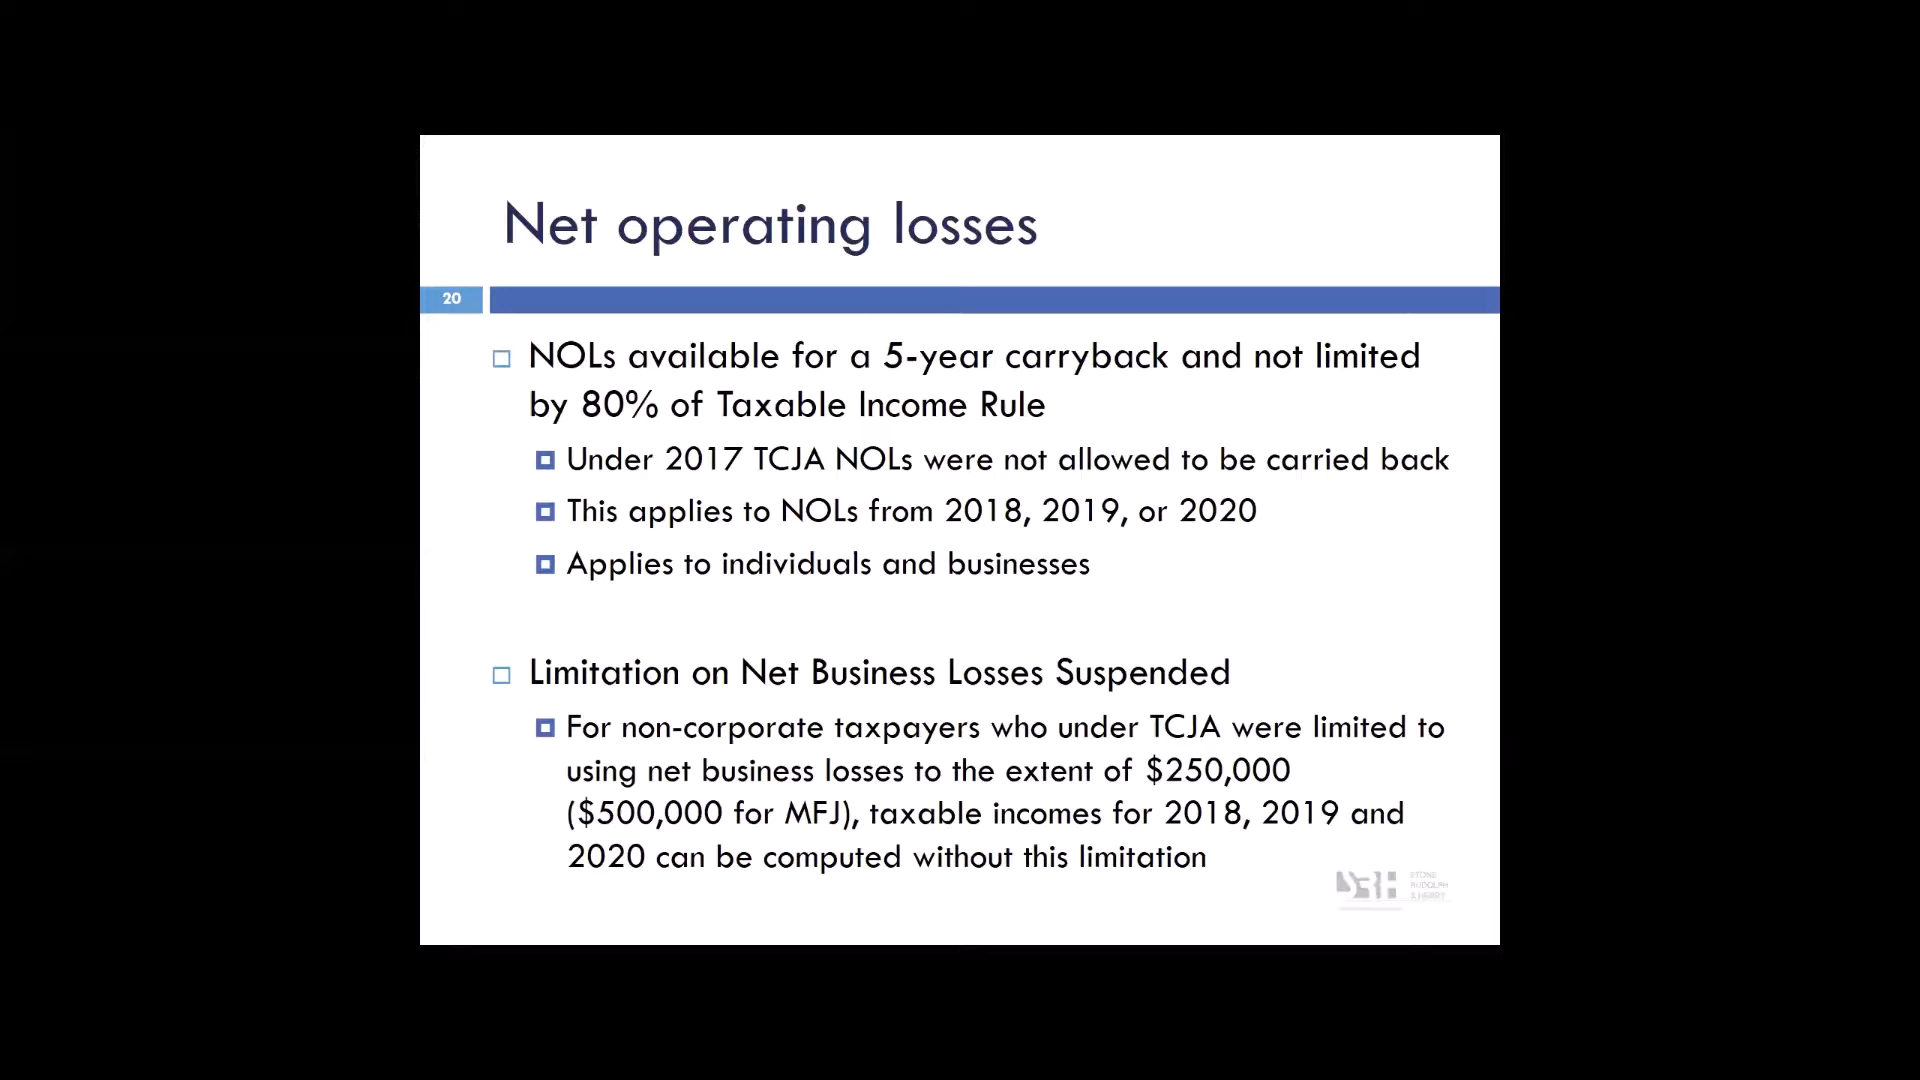 Net operating losses
20
NOLs available for a 5-year carryback and not limited
by 80% of Taxable Income Rule
Under 2017 TCJA NOLs were not allowed to be carried back
This applies to NOLs from 2018, 2019, or 2020
Applies to individuals and businesses
Limitation on Net Business Losses Suspended
For non-corporate taxpayers who under TCJA were limited to
using net business losses to the extent of $250,000
($500,000 for MFJ), taxable incomes for 2018, 2019 and
2020 can be computed without this limitation
STONE
RUDOLPH
& HENRY